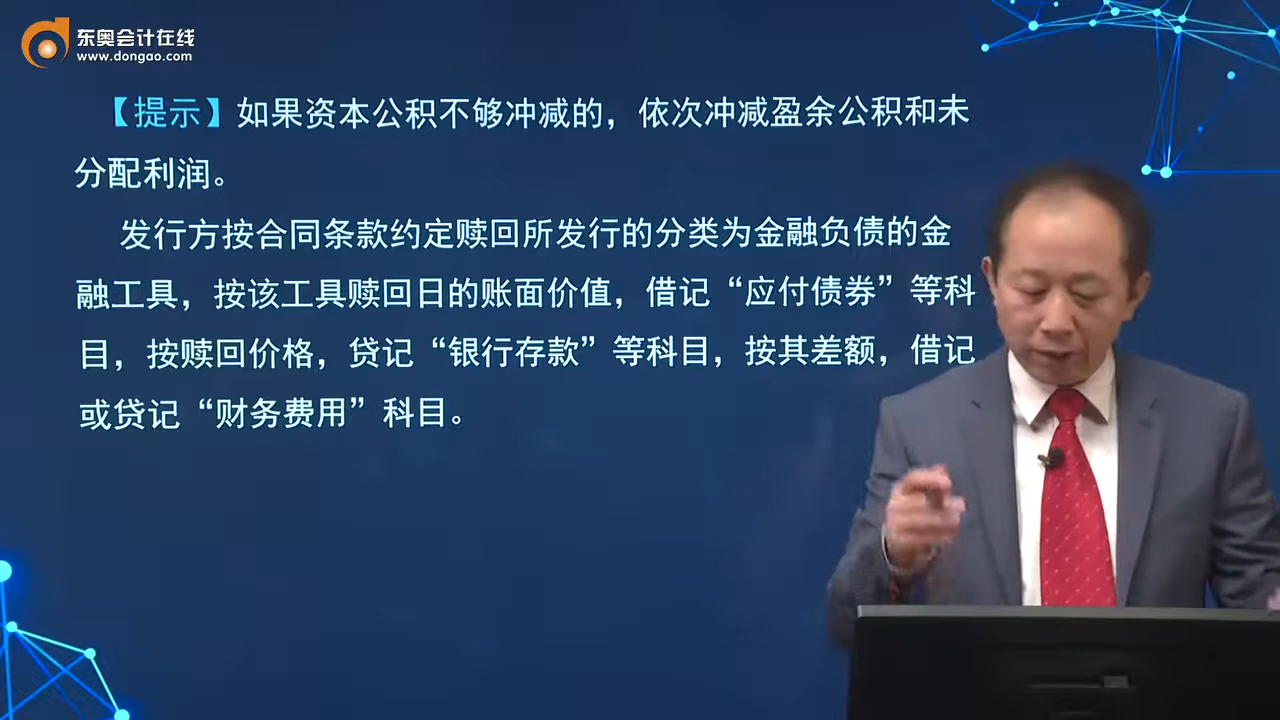 东奥会计在线
www.dongao.com
【提示】如果资本公积不够冲减的，依次冲减盈余公积和未
分配利润。
发行方按合同条款约定赎回所发行的分类为金融负债的金
融工具，按该工具赎回日的账面价值，借记“应付债券”等科
目，按赎回价格，贷记“银行存款”等科目，按其差额，借记
或贷记“财务费用”科目。